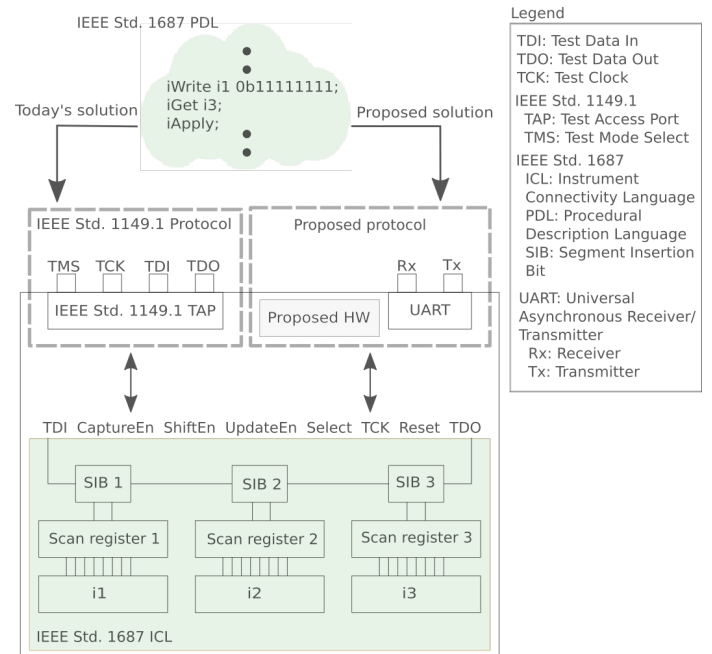 IEEE Std. 1687 PDL
iWrite i1 0b11111111;
iGet i3;
iApply;
Today's solution
Proposed solution
IEEE Std. 1149.1 Protocol
TMS TCK TDI TDO
IEEE Std. 1149.1 TAP
Proposed protocol
Rx Tx
Proposed HW
UART
TDI CaptureEn ShiftEn UpdateEn Select TCK Reset TDO
SIB 1 SIB 2 SIB 3
Scan register 1 Scan register 2 Scan register 3
i1 i2 i3
IEEE Std. 1687 ICL
Legend
TDI: Test Data In
TDO: Test Data Out
TCK: Test Clock
IEEE Std. 1149.1
TAP: Test Access Port
TMS: Test Mode Select
IEEE Std. 1687
ICL: Instrument
Connectivity Language
PDL: Procedural
Description Language
SIB: Segment Insertion
Bit
UART: Universal
Asynchronous Receiver/
Transmitter
Rx: Receiver
Tx: Transmitter